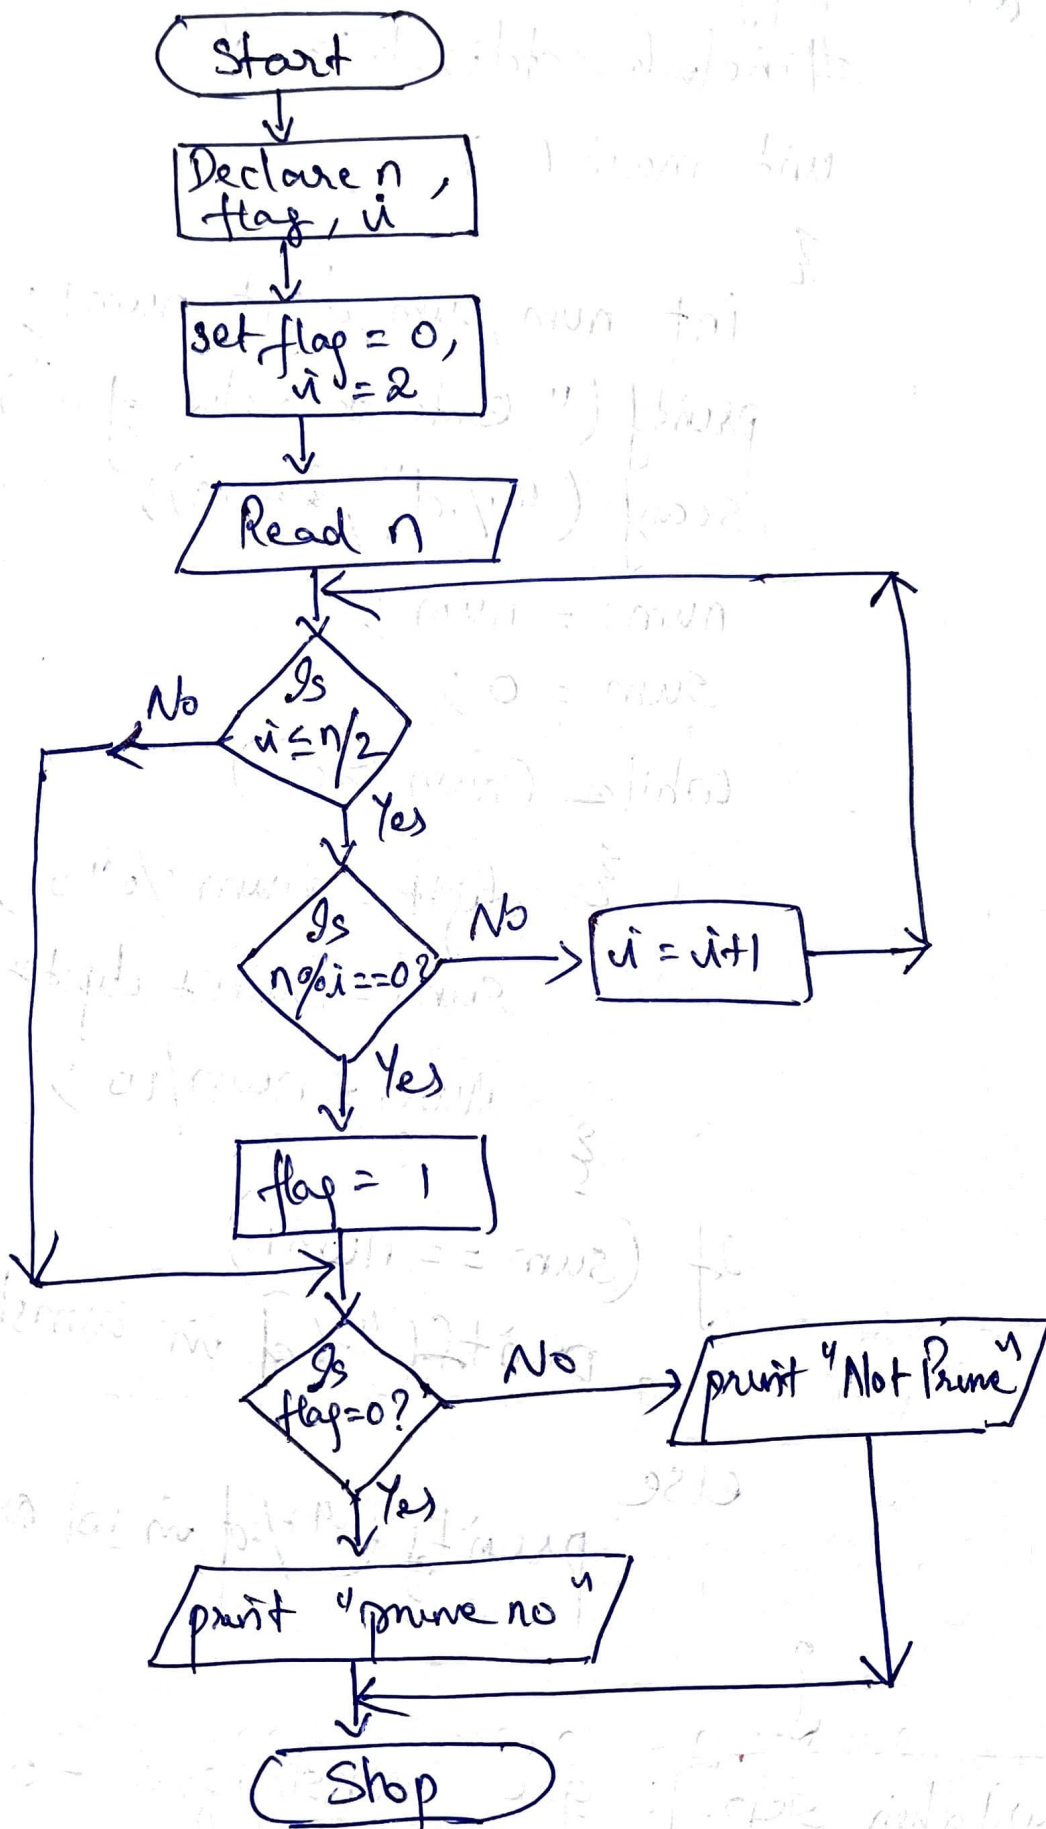 Start
Declare n,
flag, i
set flag = 0,
i = 2
Read n
Is
i≤n/2
No
Yes
Is
n%i==0?
No
i = i+1
Yes
flag = 1
Is
flag=0?
No
print "Not Prime"
Yes
print "prime no"
Stop